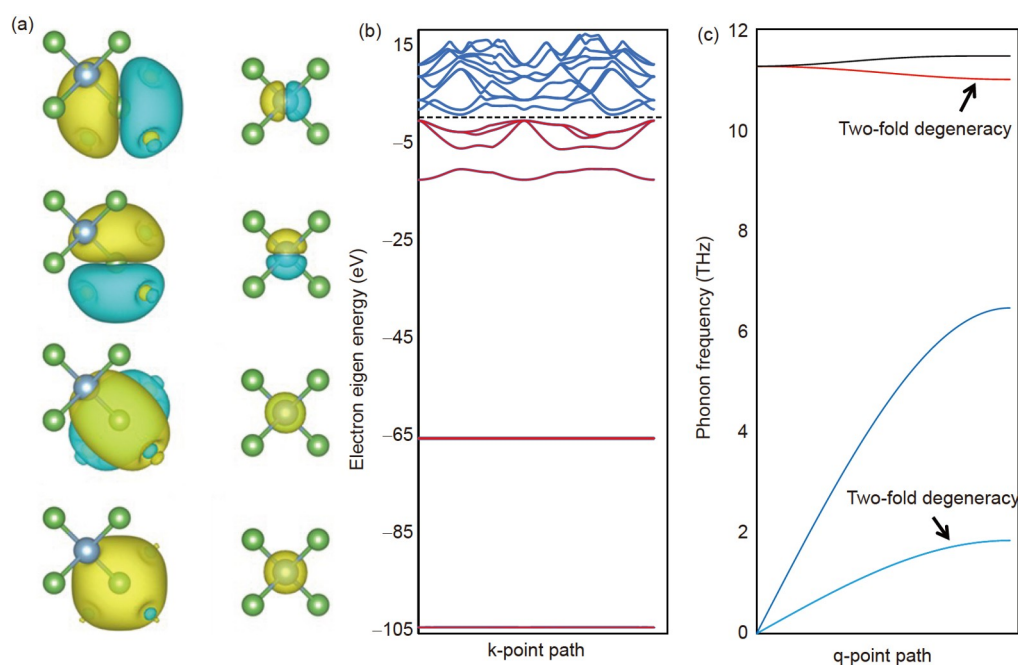 (a)
(b)
Electron eigen energy (eV)
15
−5
−25
−45
−65
−85
−105
k-point path
(c)
Phonon frequency (THz)
12
10
8
6
4
2
0
Two-fold degeneracy
Two-fold degeneracy
q-point path